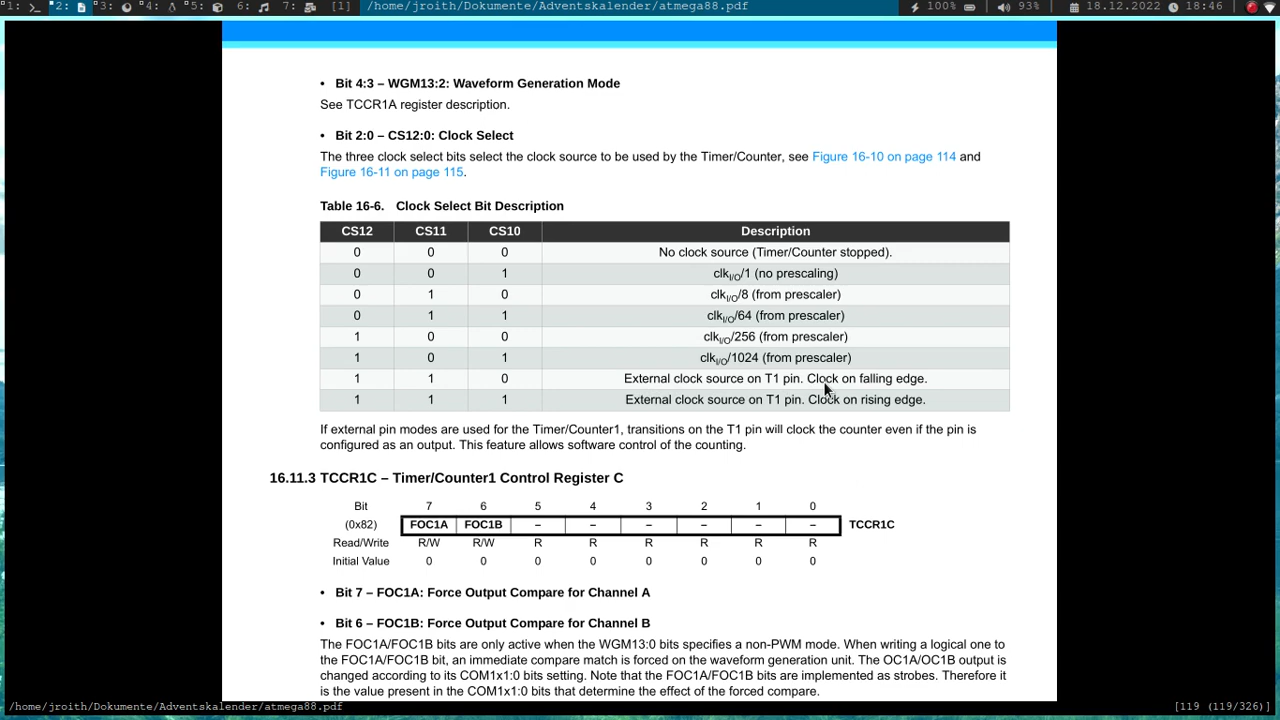 1: 2: 3: 4: 5: 6: 7: [1] /home/jroith/Dokumente/Adventskalender/atmega88.pdf 100% 93% 18.12.2022 18:46
• Bit 4:3 – WGM13:2: Waveform Generation Mode
See TCCR1A register description.
• Bit 2:0 – CS12:0: Clock Select
The three clock select bits select the clock source to be used by the Timer/Counter, see Figure 16-10 on page 114 and
Figure 16-11 on page 115.
Table 16-6. Clock Select Bit Description
CS12 CS11 CS10 Description
0 0 0 No clock source (Timer/Counter stopped).
0 0 1 clkI/O/1 (no prescaling)
0 1 0 clkI/O/8 (from prescaler)
0 1 1 clkI/O/64 (from prescaler)
1 0 0 clkI/O/256 (from prescaler)
1 0 1 clkI/O/1024 (from prescaler)
1 1 0 External clock source on T1 pin. Clock on falling edge.
1 1 1 External clock source on T1 pin. Clock on rising edge.
If external pin modes are used for the Timer/Counter1, transitions on the T1 pin will clock the counter even if the pin is
configured as an output. This feature allows software control of the counting.
16.11.3 TCCR1C – Timer/Counter1 Control Register C
Bit 7 6 5 4 3 2 1 0
(0x82) FOC1A FOC1B – – – – – – TCCR1C
Read/Write R/W R/W R R R R R R
Initial Value 0 0 0 0 0 0 0 0
• Bit 7 – FOC1A: Force Output Compare for Channel A
• Bit 6 – FOC1B: Force Output Compare for Channel B
The FOC1A/FOC1B bits are only active when the WGM13:0 bits specifies a non-PWM mode. When writing a logical one to
the FOC1A/FOC1B bit, an immediate compare match is forced on the waveform generation unit. The OC1A/OC1B output is
changed according to its COM1x1:0 bits setting. Note that the FOC1A/FOC1B bits are implemented as strobes. Therefore it
is the value present in the COM1x1:0 bits that determine the effect of the forced compare.
/home/jroith/Dokumente/Adventskalender/atmega88.pdf [119 (119/326)]